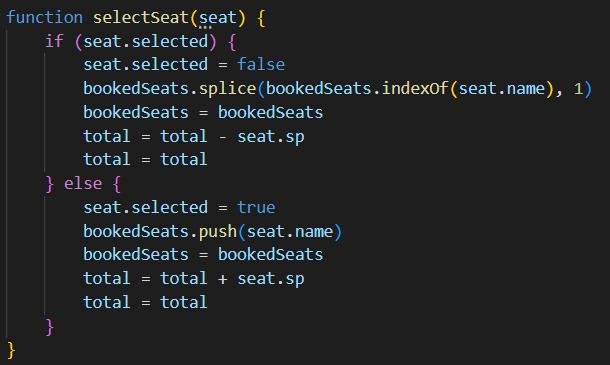 function selectSeat(seat) {
    if (seat.selected) {
        seat.selected = false
        bookedSeats.splice(bookedSeats.indexOf(seat.name), 1)
        bookedSeats = bookedSeats
        total = total - seat.sp
        total = total
    } else {
        seat.selected = true
        bookedSeats.push(seat.name)
        bookedSeats = bookedSeats
        total = total + seat.sp
        total = total
    }
}